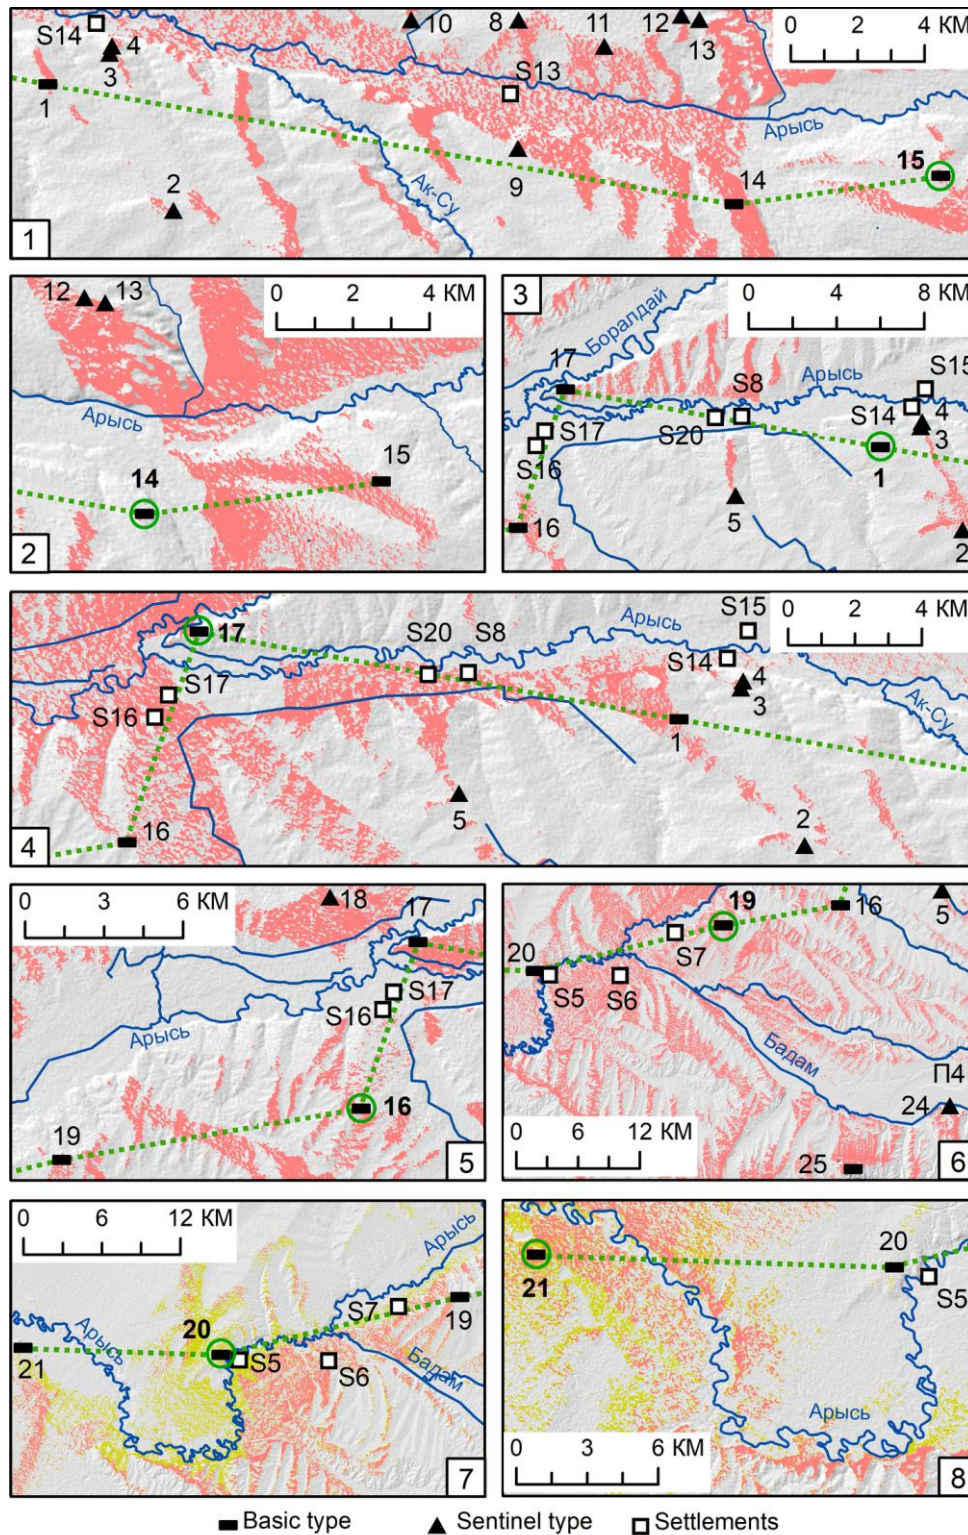 S14
4
3
10
8
11
12
13
0 2 4 КМ
1
S13
Арысь
15
2
Ак-Су
9
14
1
12
13
0 2 4 КМ
Арысь
15
14
2
3
0 4 8 КМ
Боралдай
17
S8
Арысь
S15
S14
4
3
S17
S20
S16
1
5
2
16
17
S20
S8
Арысь
S15
0 2 4 КМ
S14
4
3
S17
S16
Ак-Су
1
5
2
16
4
0 3 6 КМ
18
17
S17
S16
Арысь
16
19
5
19
16
5
20
S7
S5
S6
Бадам
П4
24
0 6 12 КМ
25
6
0 6 12 КМ
Арысь
S7
19
20
Арысь
21
S5
S6
Бадам
7
20
21
S5
Арысь
0 3 6 КМ
8
Basic type Sentinel type Settlements